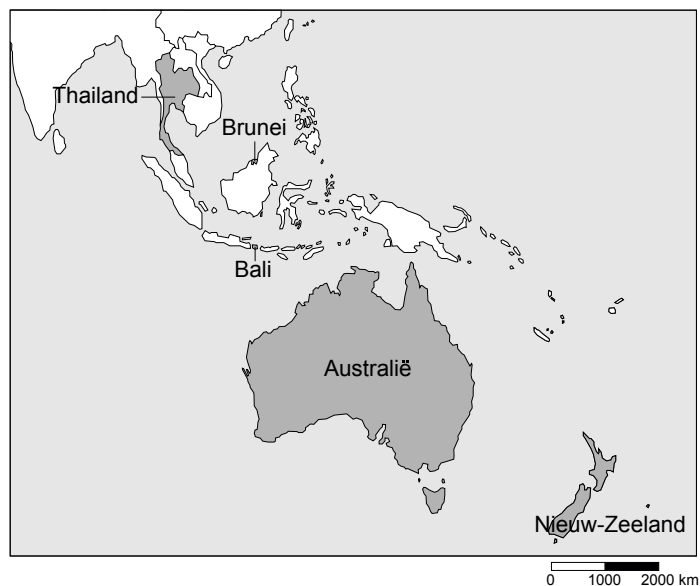 Thailand
Brunei
Bali
Australië
Nieuw-Zeeland
0 1000 2000 km